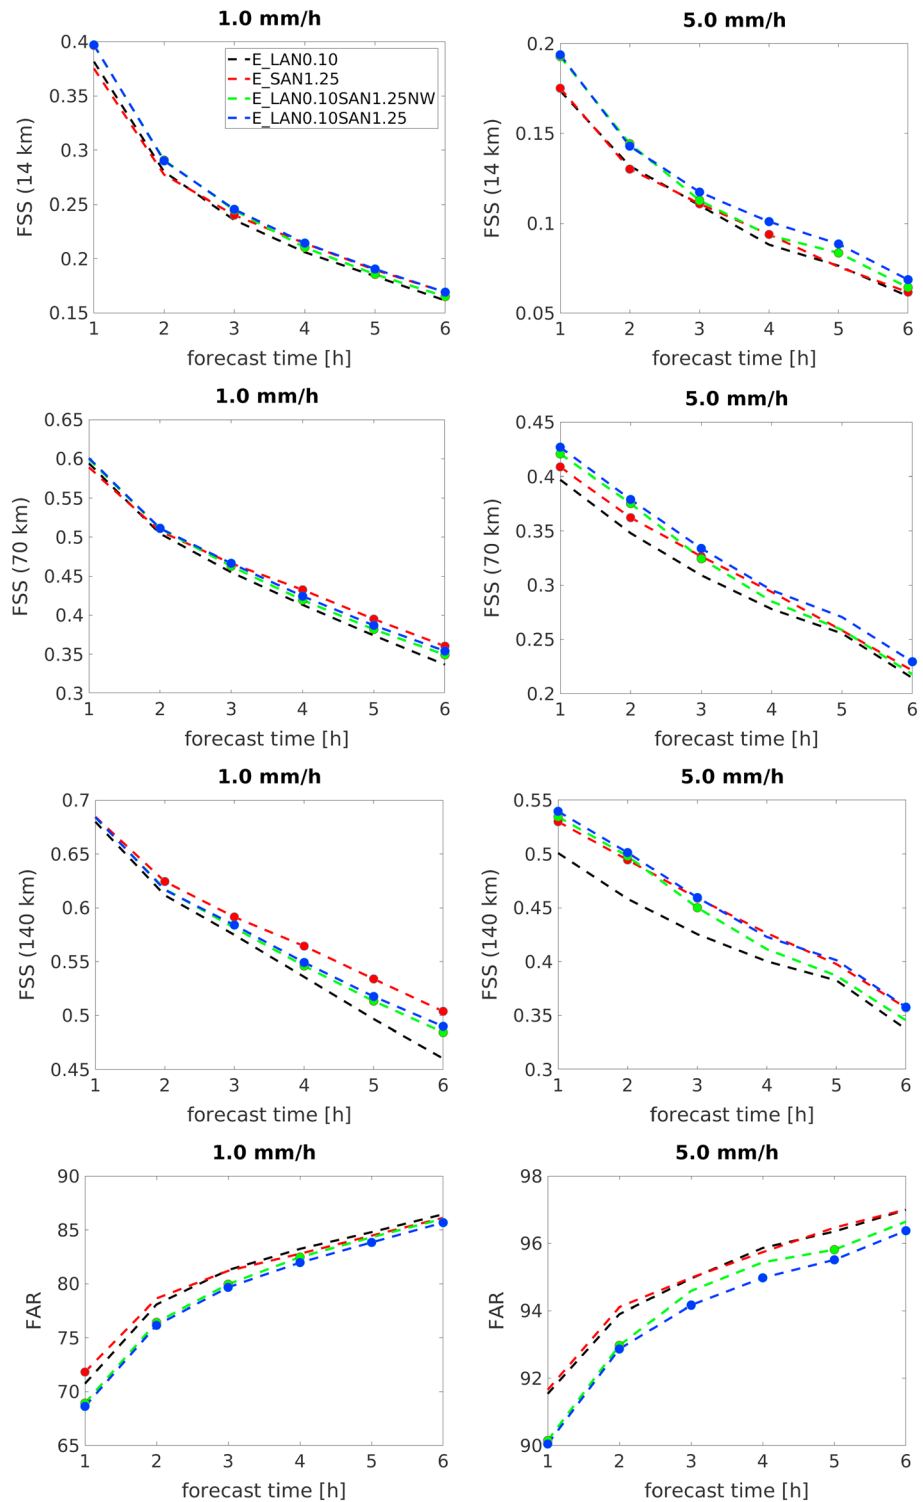 1.0 mm/h
FSS (14 km)
0.4
0.35
0.3
0.25
0.2
0.15
1 2 3 4 5 6
forecast time [h]
E_LAN0.10
E_SAN1.25
E_LAN0.10SAN1.25NW
E_LAN0.10SAN1.25
5.0 mm/h
FSS (14 km)
0.2
0.15
0.1
0.05
1 2 3 4 5 6
forecast time [h]
1.0 mm/h
FSS (70 km)
0.65
0.6
0.55
0.5
0.45
0.4
0.35
0.3
1 2 3 4 5 6
forecast time [h]
5.0 mm/h
FSS (70 km)
0.45
0.4
0.35
0.3
0.25
0.2
1 2 3 4 5 6
forecast time [h]
1.0 mm/h
FSS (140 km)
0.7
0.65
0.6
0.55
0.5
0.45
1 2 3 4 5 6
forecast time [h]
5.0 mm/h
FSS (140 km)
0.55
0.5
0.45
0.4
0.35
0.3
1 2 3 4 5 6
forecast time [h]
1.0 mm/h
FAR
90
85
80
75
70
65
1 2 3 4 5 6
forecast time [h]
5.0 mm/h
FAR
98
96
94
92
90
1 2 3 4 5 6
forecast time [h]